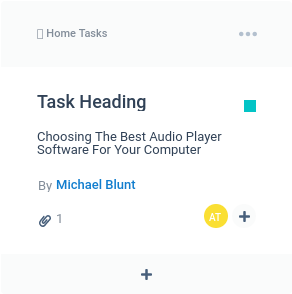 Home Tasks
Task Heading
Choosing The Best Audio Player
Software For Your Computer
By Michael Blunt
1
AT